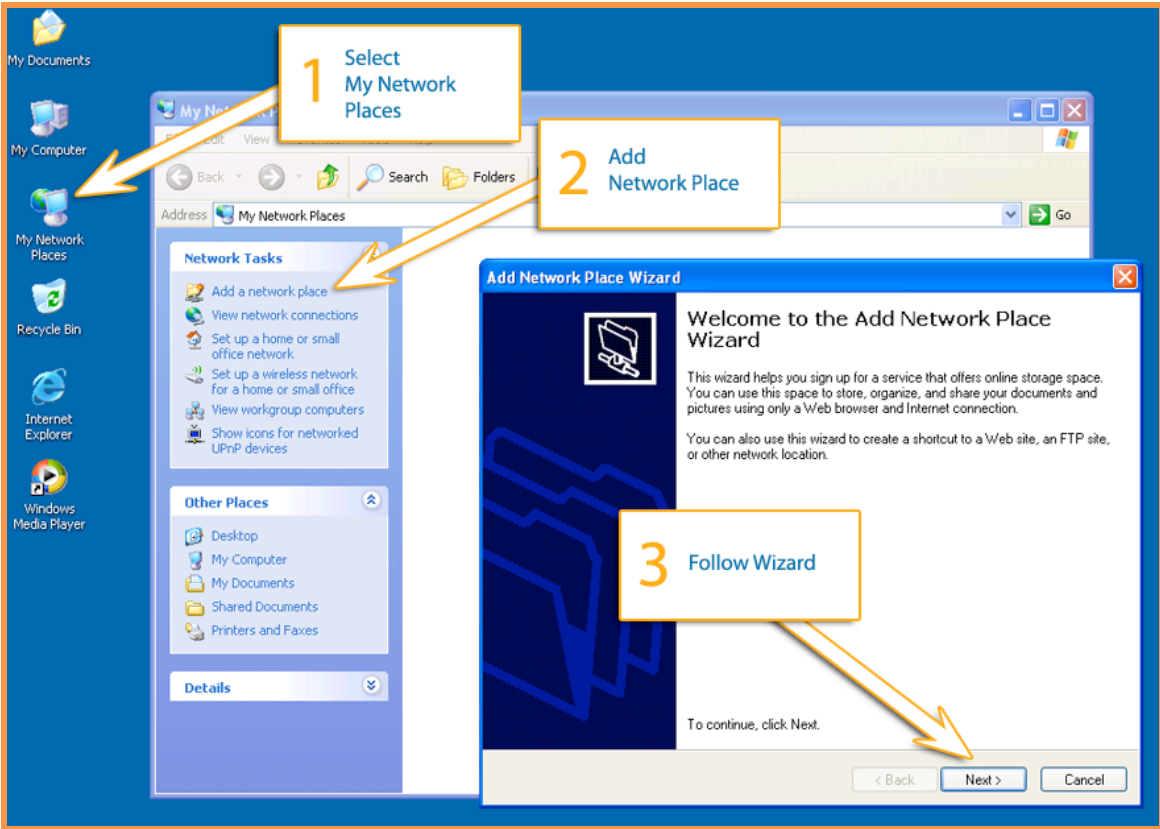 My Documents
My Computer
My Network
Places
Recycle Bin
Internet
Explorer
Windows
Media Player
1
Select
My Network
Places
2
Add
Network Place
My
Edit View
Back
Search
Folders
Address
My Network Places
Go
Network Tasks
Add a network place
View network connections
Set up a home or small
office network
Set up a wireless network
for a home or small office
View workgroup computers
Show icons for networked
UPnP devices
Other Places
Desktop
My Computer
My Documents
Shared Documents
Printers and Faxes
Details
Add Network Place Wizard
Welcome to the Add Network Place
Wizard
This wizard helps you sign up for a service that offers online storage space.
You can use this space to store, organize, and share your documents and
pictures using only a Web browser and Internet connection.
You can also use this wizard to create a shortcut to a Web site, an FTP site,
or other network location.
3
Follow Wizard
To continue, click Next.
< Back
Next >
Cancel